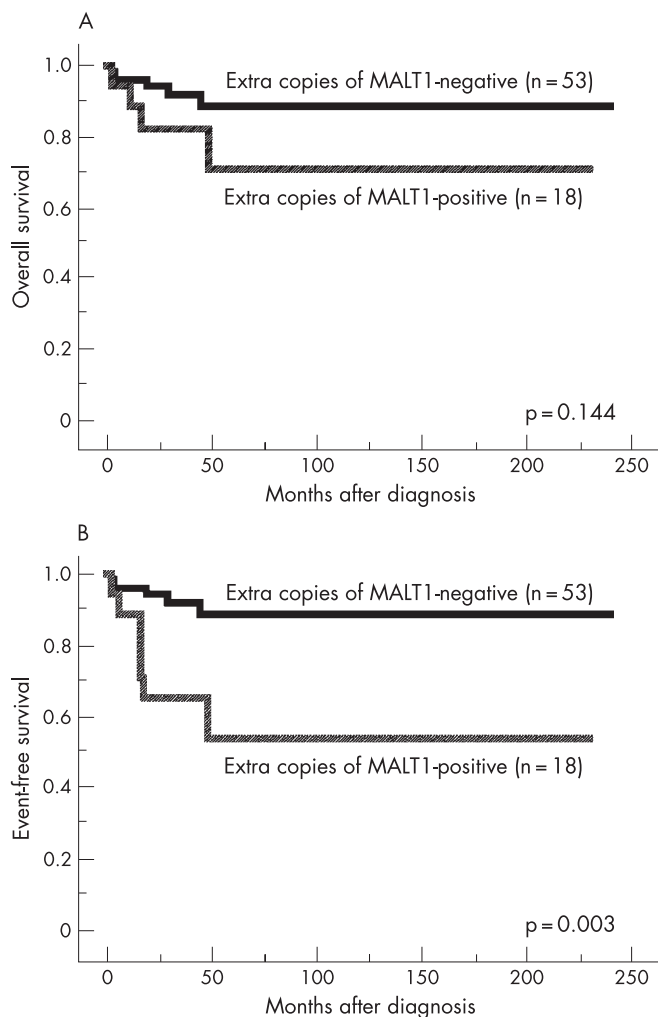 A
1.0
0.8
0.6
0.4
0.2
0
Overall survival
Extra copies of MALT1-negative (n = 53)
Extra copies of MALT1-positive (n = 18)
p = 0.144
0 50 100 150 200 250
Months after diagnosis
B
1.0
0.8
0.6
0.4
0.2
0
Event-free survival
Extra copies of MALT1-negative (n = 53)
Extra copies of MALT1-positive (n = 18)
p = 0.003
0 50 100 150 200 250
Months after diagnosis